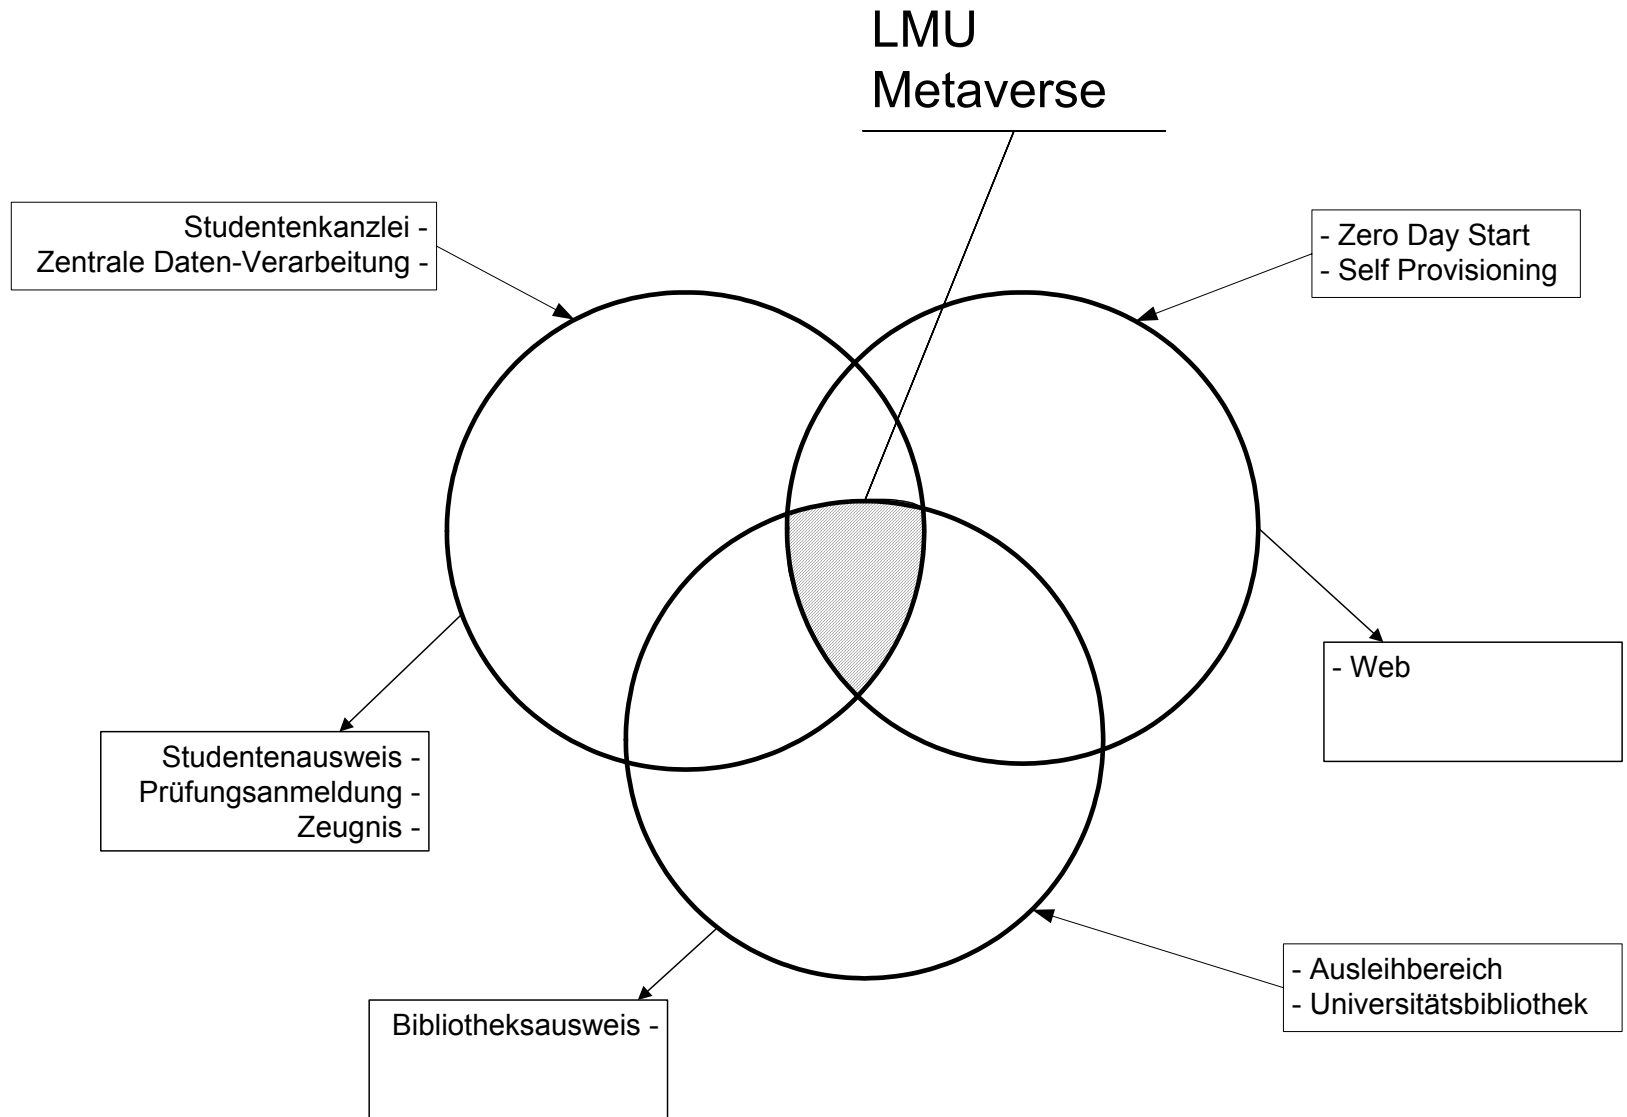 LMU
Metaverse
Studentenkanzlei -
Zentrale Daten-Verarbeitung -
- Zero Day Start
- Self Provisioning
- Web
Studentenausweis -
Prüfungsanmeldung -
Zeugnis -
- Ausleihbereich
- Universitätsbibliothek
Bibliotheksausweis -